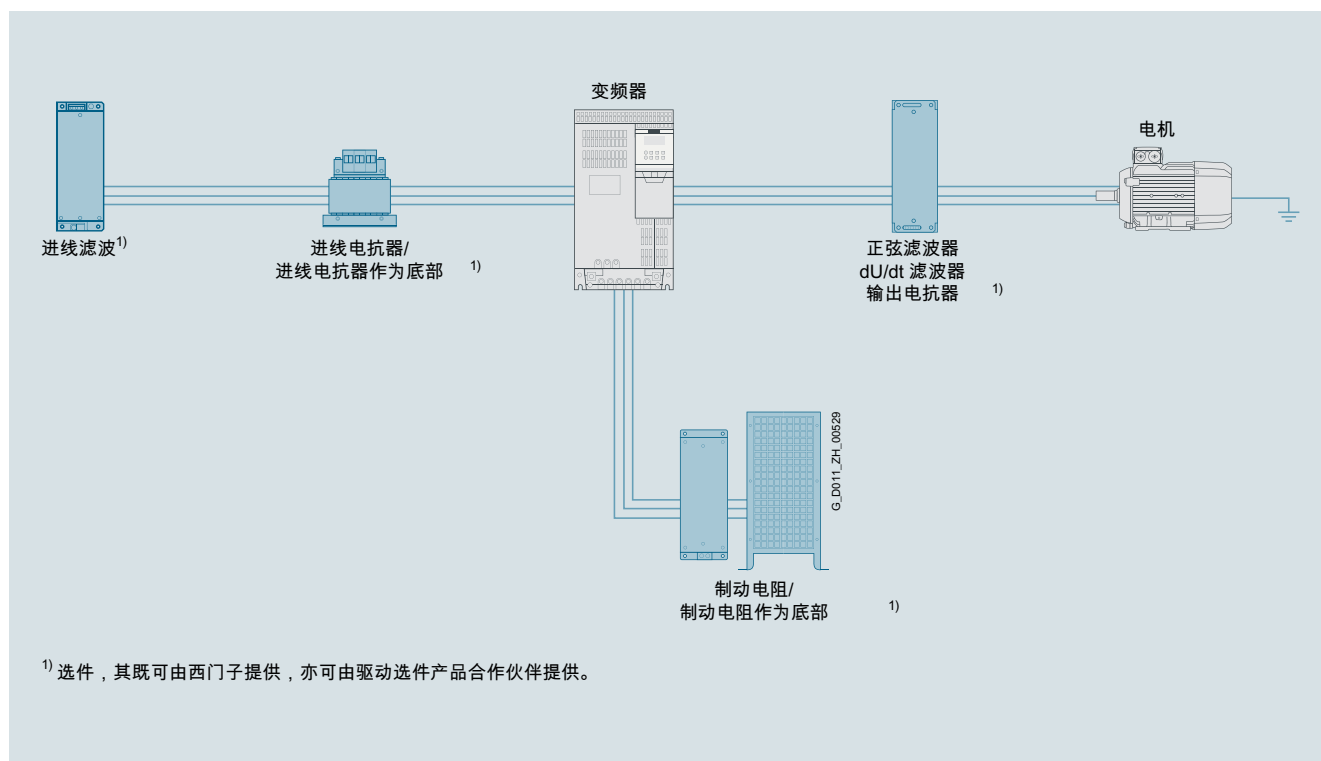 变频器
电机
进线滤波1)
进线电抗器/
进线电抗器作为底部 1)
正弦滤波器
dU/dt 滤波器
输出电抗器 1)
G_D011_ZH_00529
制动电阻/
制动电阻作为底部 1)
1) 选件，其既可由西门子提供，亦可由驱动选件产品合作伙伴提供。